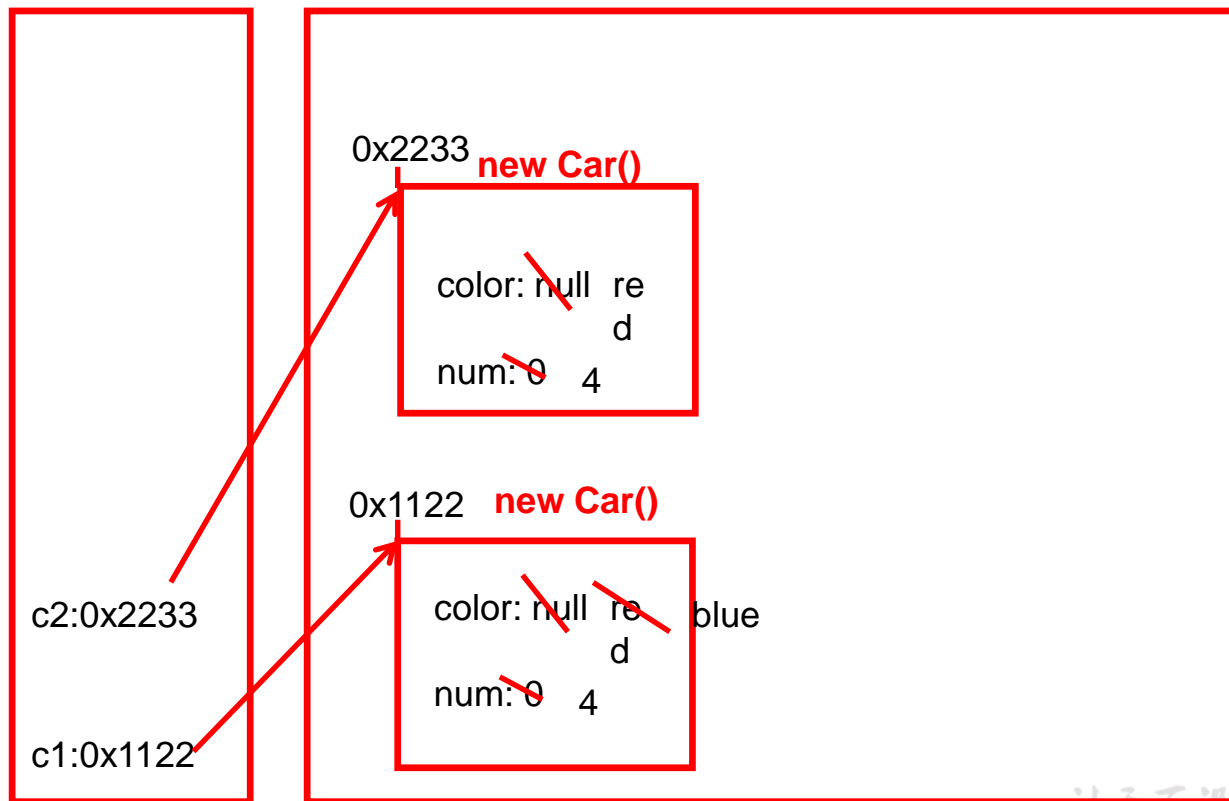 0x2233
new Car()
color: null
re
d
num: 0
4
0x1122
new Car()
c2:0x2233
color: null
re
d
blue
num: 0
4
c1:0x1122